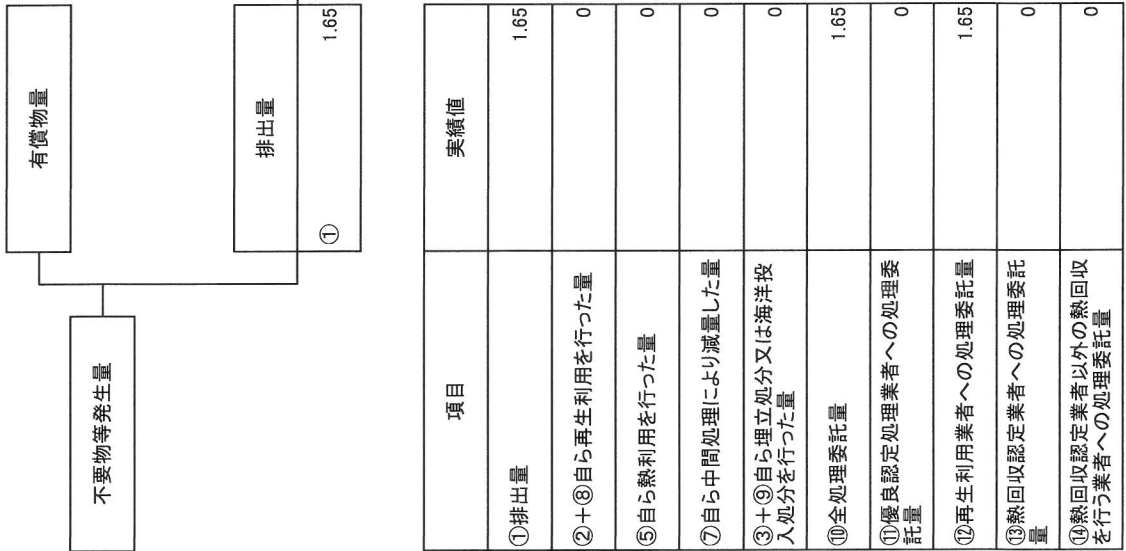 不要物等発生量
有償物量
排出量
① 1.65
項目 実績値
①排出量 1.65
②+⑧自ら再生利用を行った量 0
⑤自ら熱利用を行った量 0
⑦自ら中間処理により減量した量 0
③+⑨自ら埋立処分又は海洋投
入処分を行った量 0
⑩全処理委託量 1.65
⑪優良認定処理業者への処理委
託量 0
⑫再生利用業者への処理委託量 1.65
⑬熱回収認定業者への処理委託
量 0
⑭熱回収認定業者以外の熱回収
を行う業者への処理委託量 0